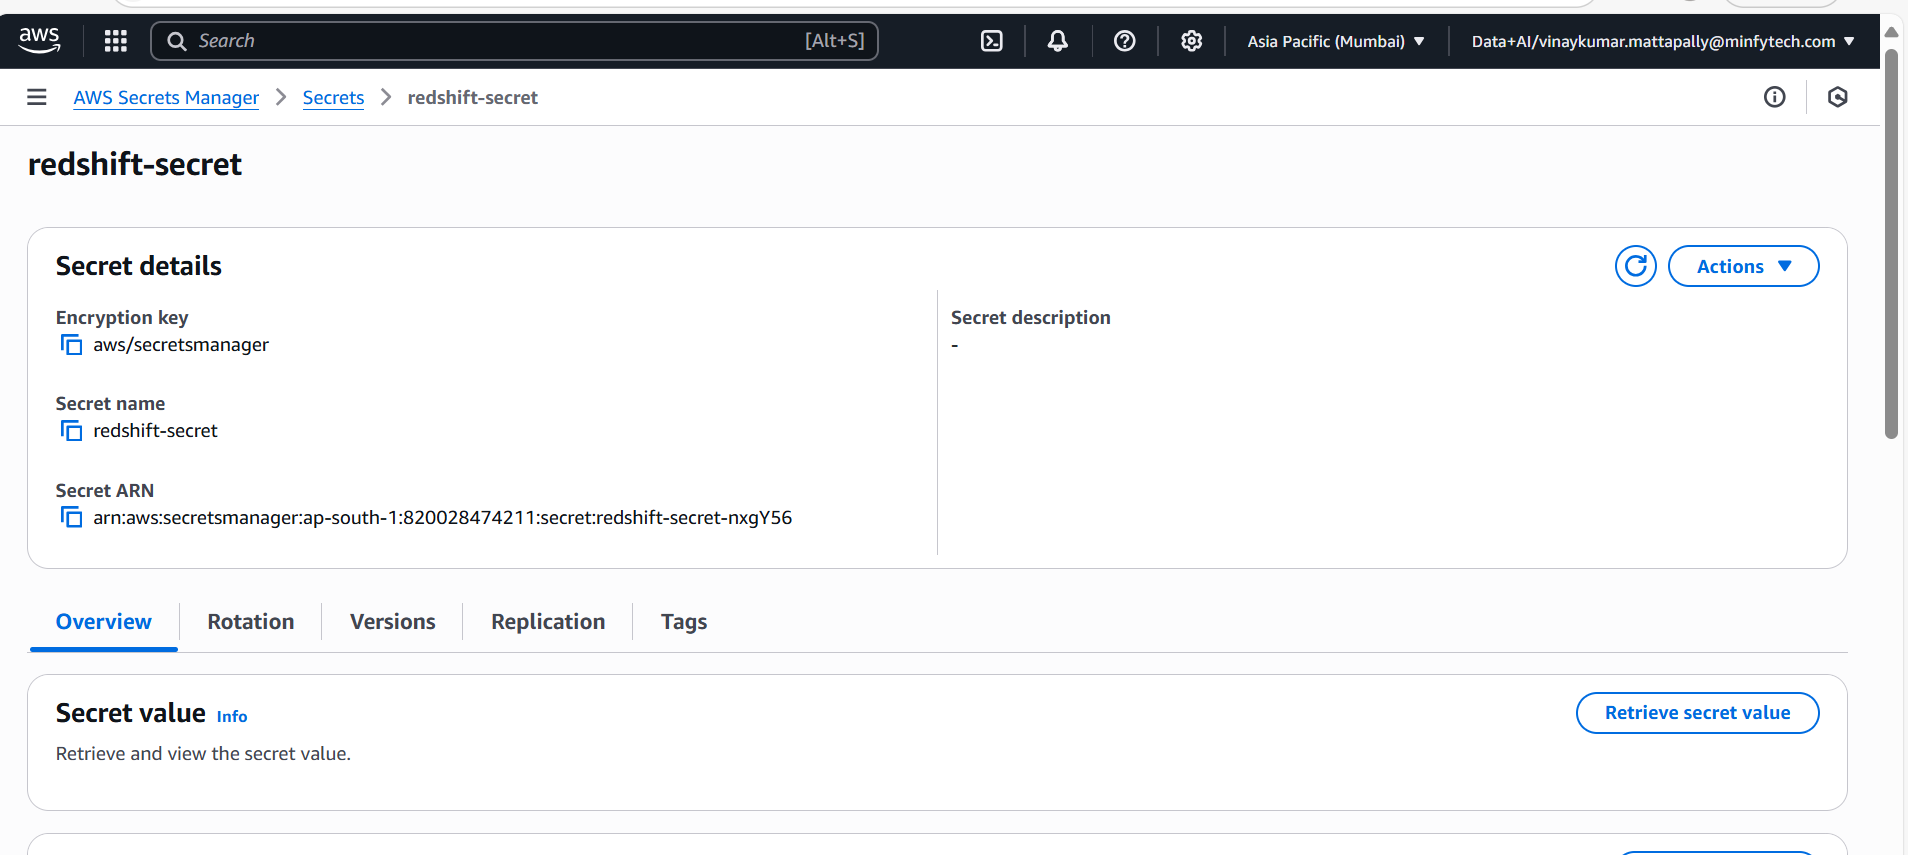 aws
Search [Alt+S]
Asia Pacific (Mumbai)
Data+AI/vinaykumar.mattapally@minfytech.com
AWS Secrets Manager > Secrets > redshift-secret
redshift-secret
Secret details
Actions
Encryption key
aws/secretsmanager
Secret description
-
Secret name
redshift-secret
Secret ARN
arn:aws:secretsmanager:ap-south-1:820028474211:secret:redshift-secret-nxgY56
Overview
Rotation
Versions
Replication
Tags
Secret value Info
Retrieve secret value
Retrieve and view the secret value.